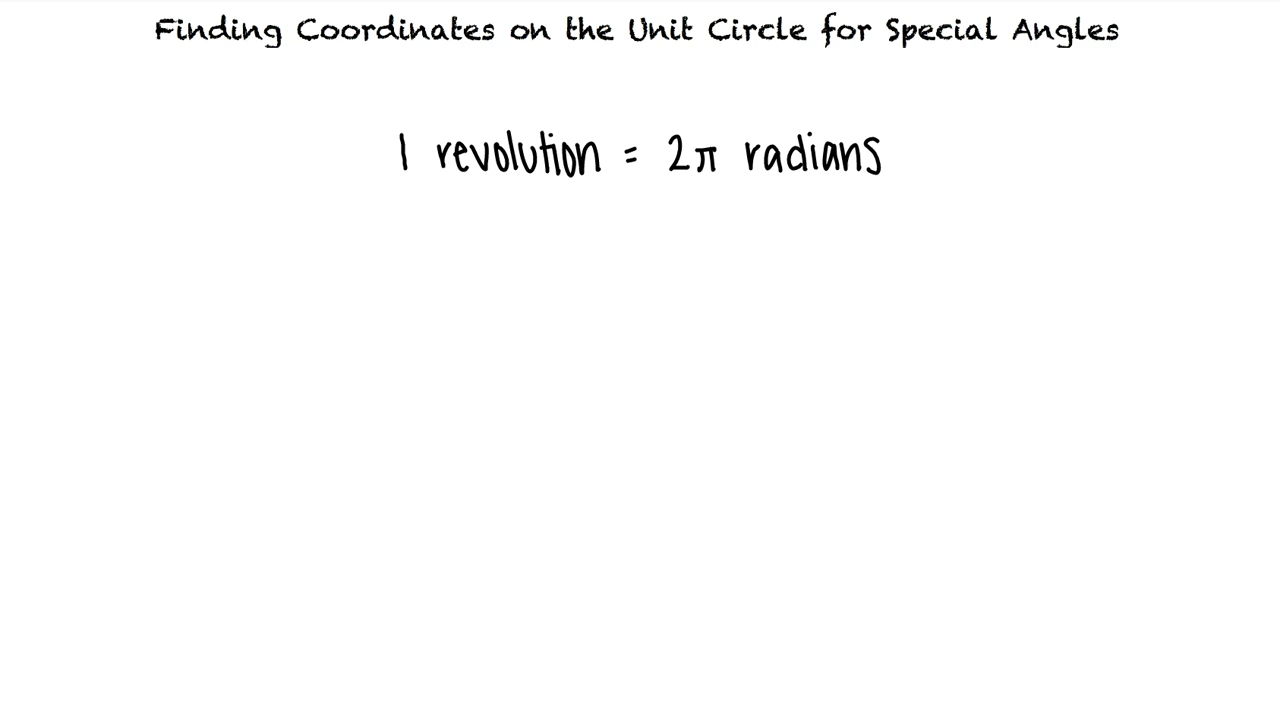 Finding Coordinates on the Unit Circle for Special Angles
1 revolution = 2π radians